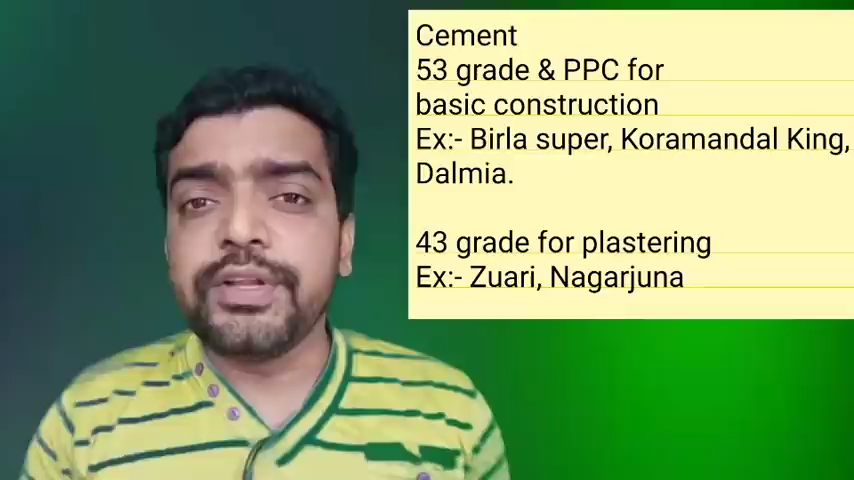 Cement
53 grade & PPC for
basic construction
Ex:- Birla super, Koramandal King,
Dalmia.
43 grade for plastering
Ex:- Zuari, Nagarjuna